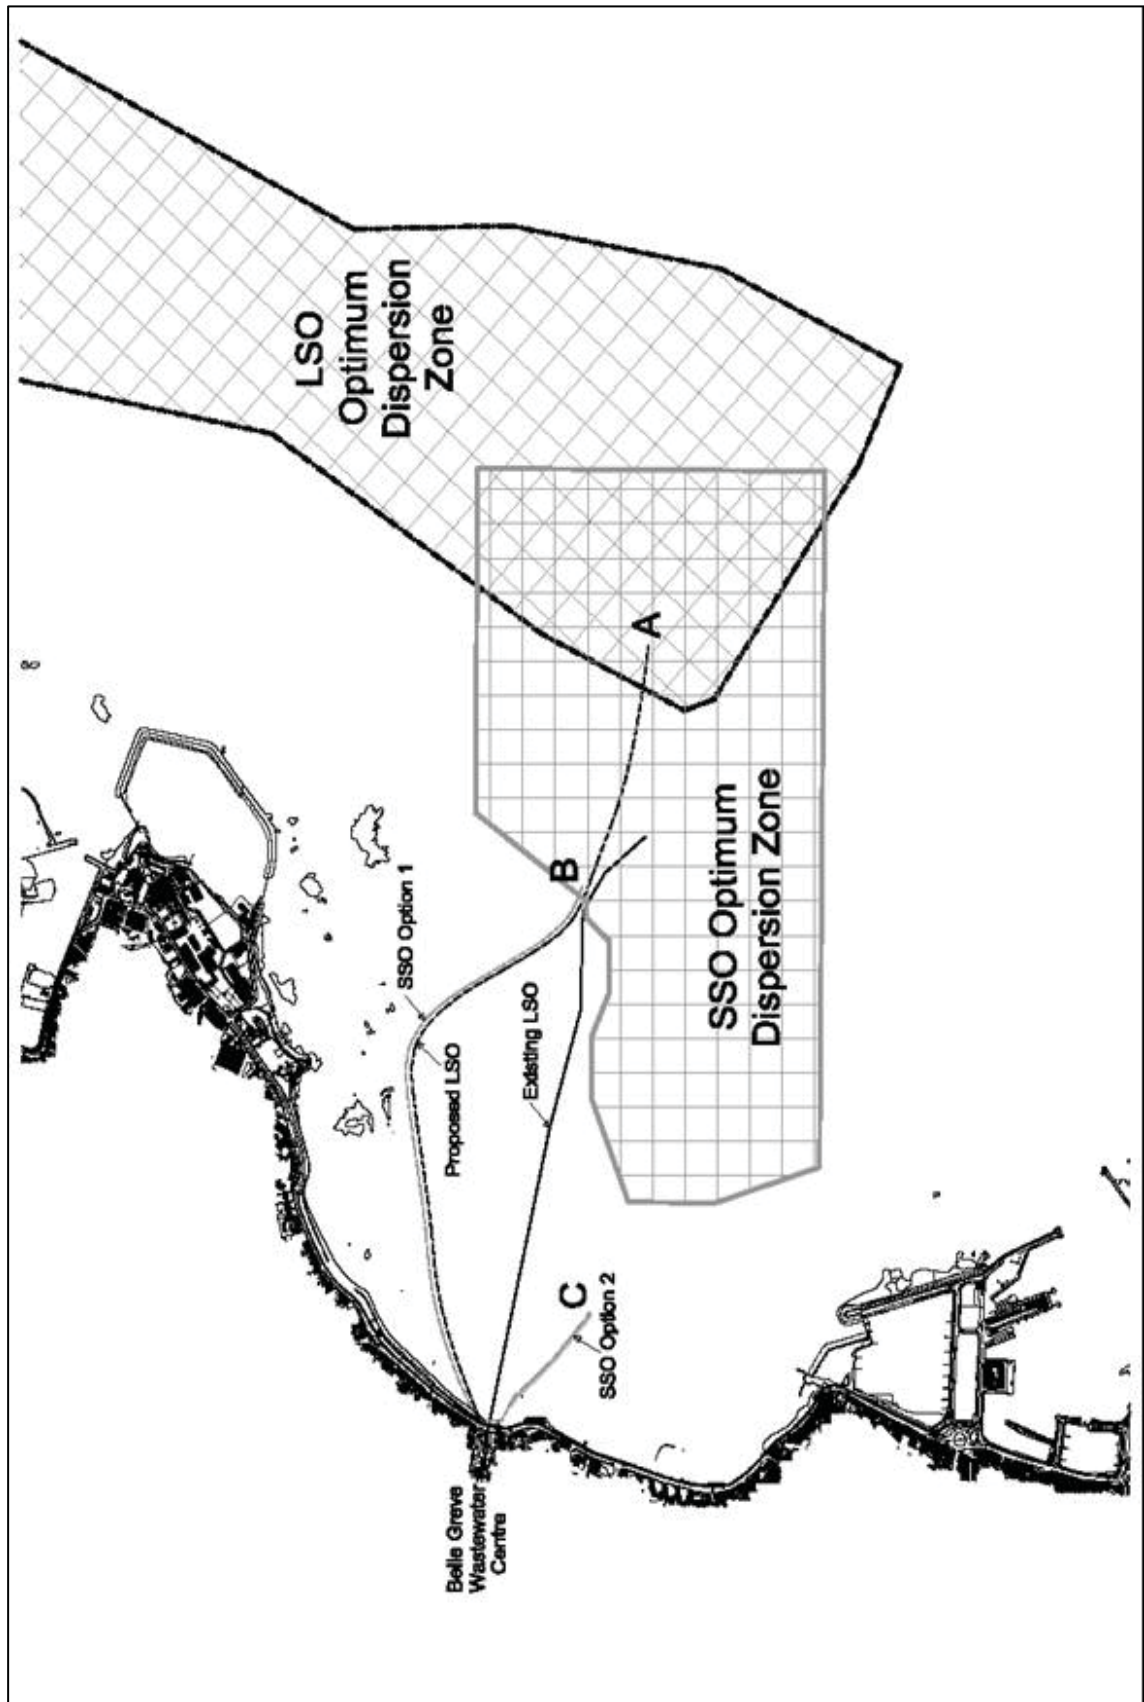 LSO
Optimum
Dispersion
Zone
A
B
SSO Optimum
Dispersion Zone
SSO Option 1
Proposed LSO
Existing LSO
C
SSO Option 2
Belle Greve
Wastewater
Centre